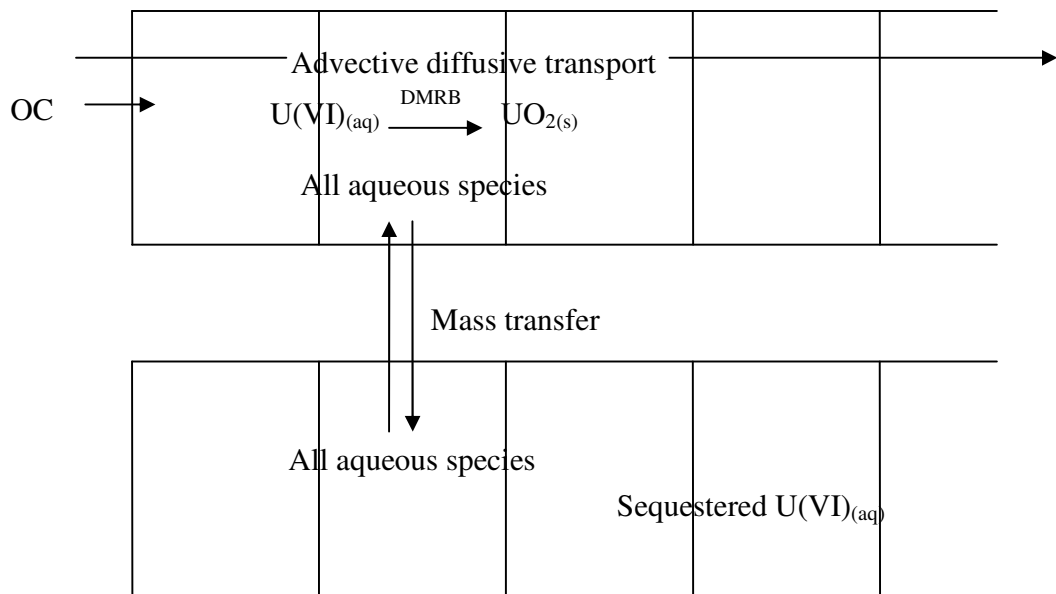 Advective diffusive transport
OC
DMRB
U(VI)(aq) UO2(s)
All aqueous species
Mass transfer
All aqueous species
Sequestered U(VI)(aq)